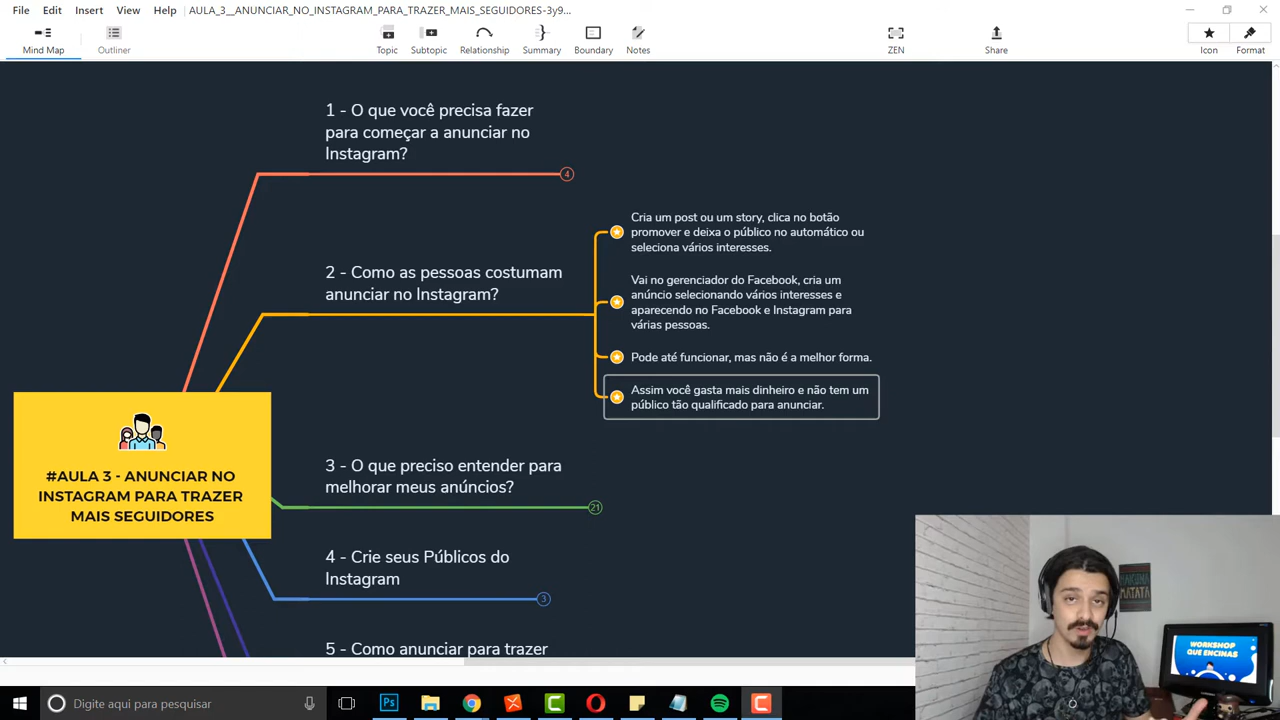 File Edit Insert View Help AULA_3__ANUNCIAR_NO_INSTAGRAM_PARA_TRAZER_MAIS_SEGUIDORES-3y9...
Mind Map Outliner Topic Subtopic Relationship Summary Boundary Notes ZEN Share Icon Format
1 - O que você precisa fazer
para começar a anunciar no
Instagram?
4
2 - Como as pessoas costumam
anunciar no Instagram?
Cria um post ou um story, clica no botão
promover e deixa o público no automático ou
seleciona vários interesses.
Vai no gerenciador do Facebook, cria um
anúncio selecionando vários interesses e
aparecendo no Facebook e Instagram para
várias pessoas.
Pode até funcionar, mas não é a melhor forma.
Assim você gasta mais dinheiro e não tem um
público tão qualificado para anunciar.
#AULA 3 - ANUNCIAR NO
INSTAGRAM PARA TRAZER
MAIS SEGUIDORES
3 - O que preciso entender para
melhorar meus anúncios?
21
4 - Crie seus Públicos do
Instagram
3
5 - Como anunciar para trazer
HAKUNA
MATATA
WORKSHOP
QUE ENCINAS
Digite aqui para pesquisar
Ps